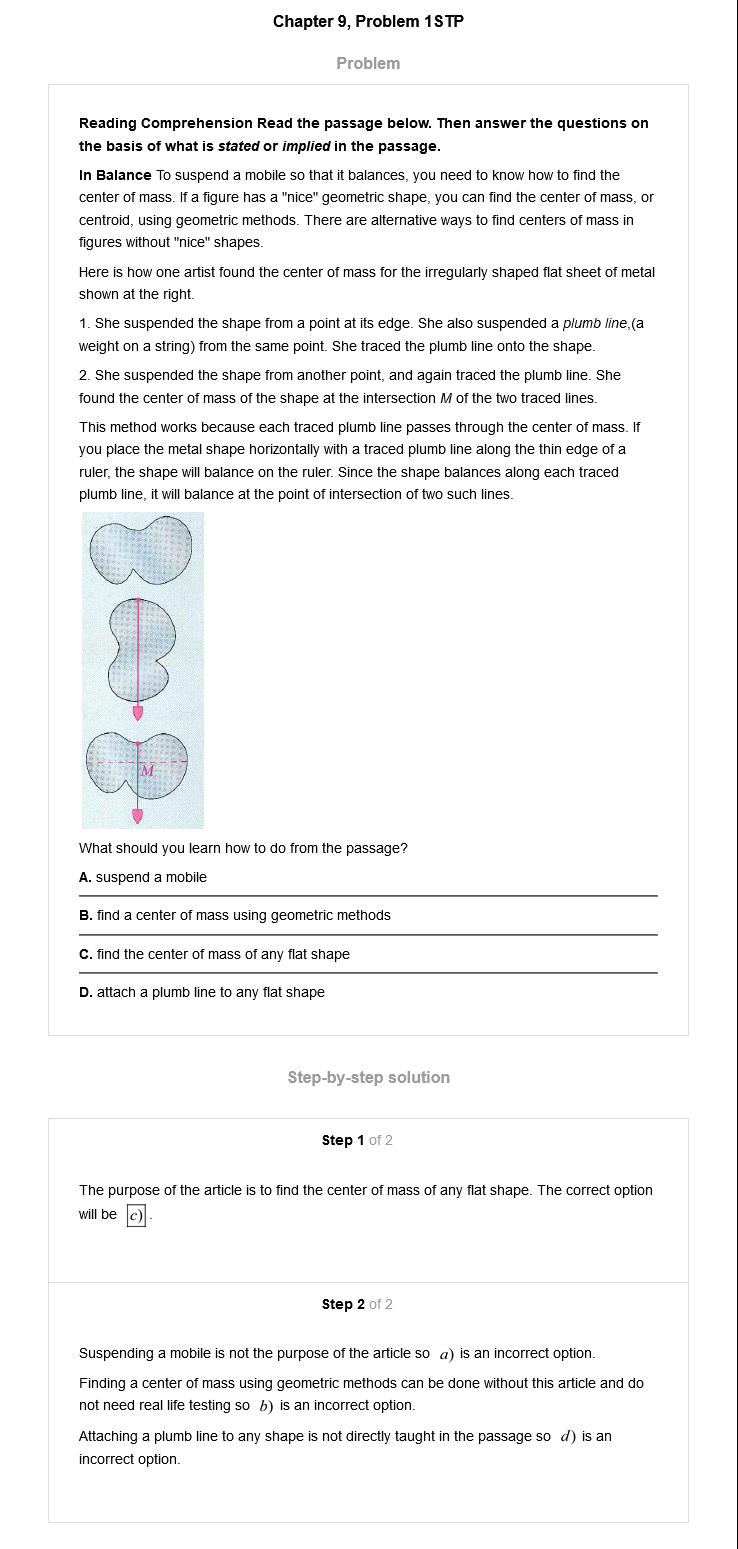 Chapter 9, Problem 1STP
Problem
Reading Comprehension Read the passage below. Then answer the questions on
the basis of what is stated or implied in the passage.
In Balance To suspend a mobile so that it balances, you need to know how to find the
center of mass. If a figure has a "nice" geometric shape, you can find the center of mass, or
centroid, using geometric methods. There are alternative ways to find centers of mass in
figures without "nice" shapes.
Here is how one artist found the center of mass for the irregularly shaped flat sheet of metal
shown at the right.
1. She suspended the shape from a point at its edge. She also suspended a plumb line,(a
weight on a string) from the same point. She traced the plumb line onto the shape.
2. She suspended the shape from another point, and again traced the plumb line. She
found the center of mass of the shape at the intersection M of the two traced lines.
This method works because each traced plumb line passes through the center of mass. If
you place the metal shape horizontally with a traced plumb line along the thin edge of a
ruler, the shape will balance on the ruler. Since the shape balances along each traced
plumb line, it will balance at the point of intersection of two such lines.
M
What should you learn how to do from the passage?
A. suspend a mobile
B. find a center of mass using geometric methods
C. find the center of mass of any flat shape
D. attach a plumb line to any flat shape
Step-by-step solution
Step 1 of 2
The purpose of the article is to find the center of mass of any flat shape. The correct option
will be c).
Step 2 of 2
Suspending a mobile is not the purpose of the article so a) is an incorrect option.
Finding a center of mass using geometric methods can be done without this article and do
not need real life testing so b) is an incorrect option.
Attaching a plumb line to any shape is not directly taught in the passage so d) is an
incorrect option.